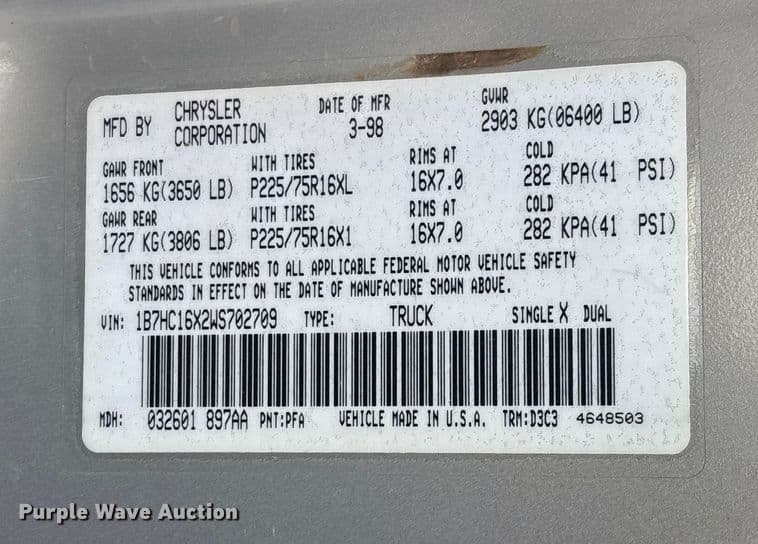 MFD BY CHRYSLER CORPORATION DATE OF MFR 3-98 GVWR 2903 KG(06400 LB)
GAWR FRONT WITH TIRES RIMS AT COLD
1656 KG(3650 LB) P225/75R16XL 16X7.0 282 KPA(41 PSI)
GAWR REAR WITH TIRES RIMS AT COLD
1727 KG(3806 LB) P225/75R16X1 16X7.0 282 KPA(41 PSI)
THIS VEHICLE CONFORMS TO ALL APPLICABLE FEDERAL MOTOR VEHICLE SAFETY
STANDARDS IN EFFECT ON THE DATE OF MANUFACTURE SHOWN ABOVE.
VIN: 1B7HC16X2WS702709 TYPE: TRUCK SINGLE X DUAL
MDH: 032601 897AA PNT:PFA VEHICLE MADE IN U.S.A. TRM:D3C3 4648503
Purple Wave Auction